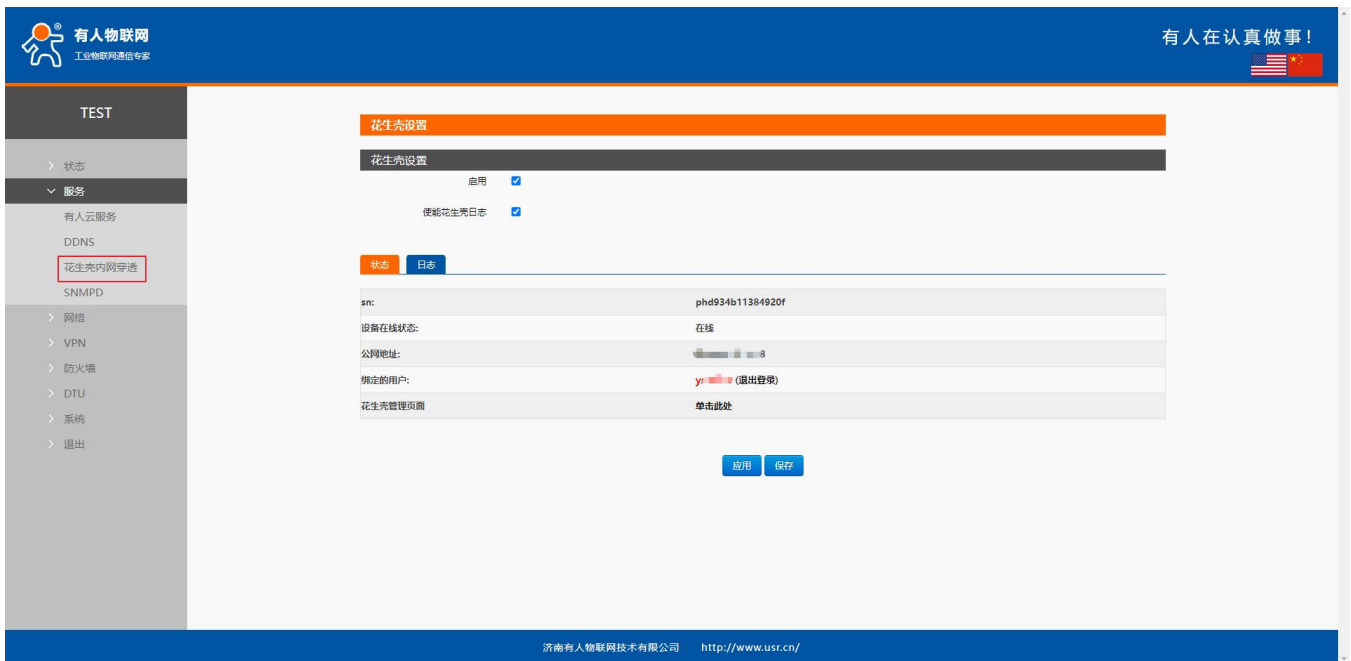 有人物联网
工业物联网通信专家
有人在认真做事!
TEST
状态
服务
有人云服务
DDNS
花生壳内网穿透
SNMPD
网络
VPN
防火墙
DTU
系统
退出
花生壳设置
花生壳设置
启用
使能花生壳日志
状态 日志
sn: phd934b11384920f
设备在线状态: 在线
公网地址: 8
绑定的用户: (退出登录)
花生壳管理页面 单击此处
应用 保存
济南有人物联网技术有限公司 http://www.usr.cn/